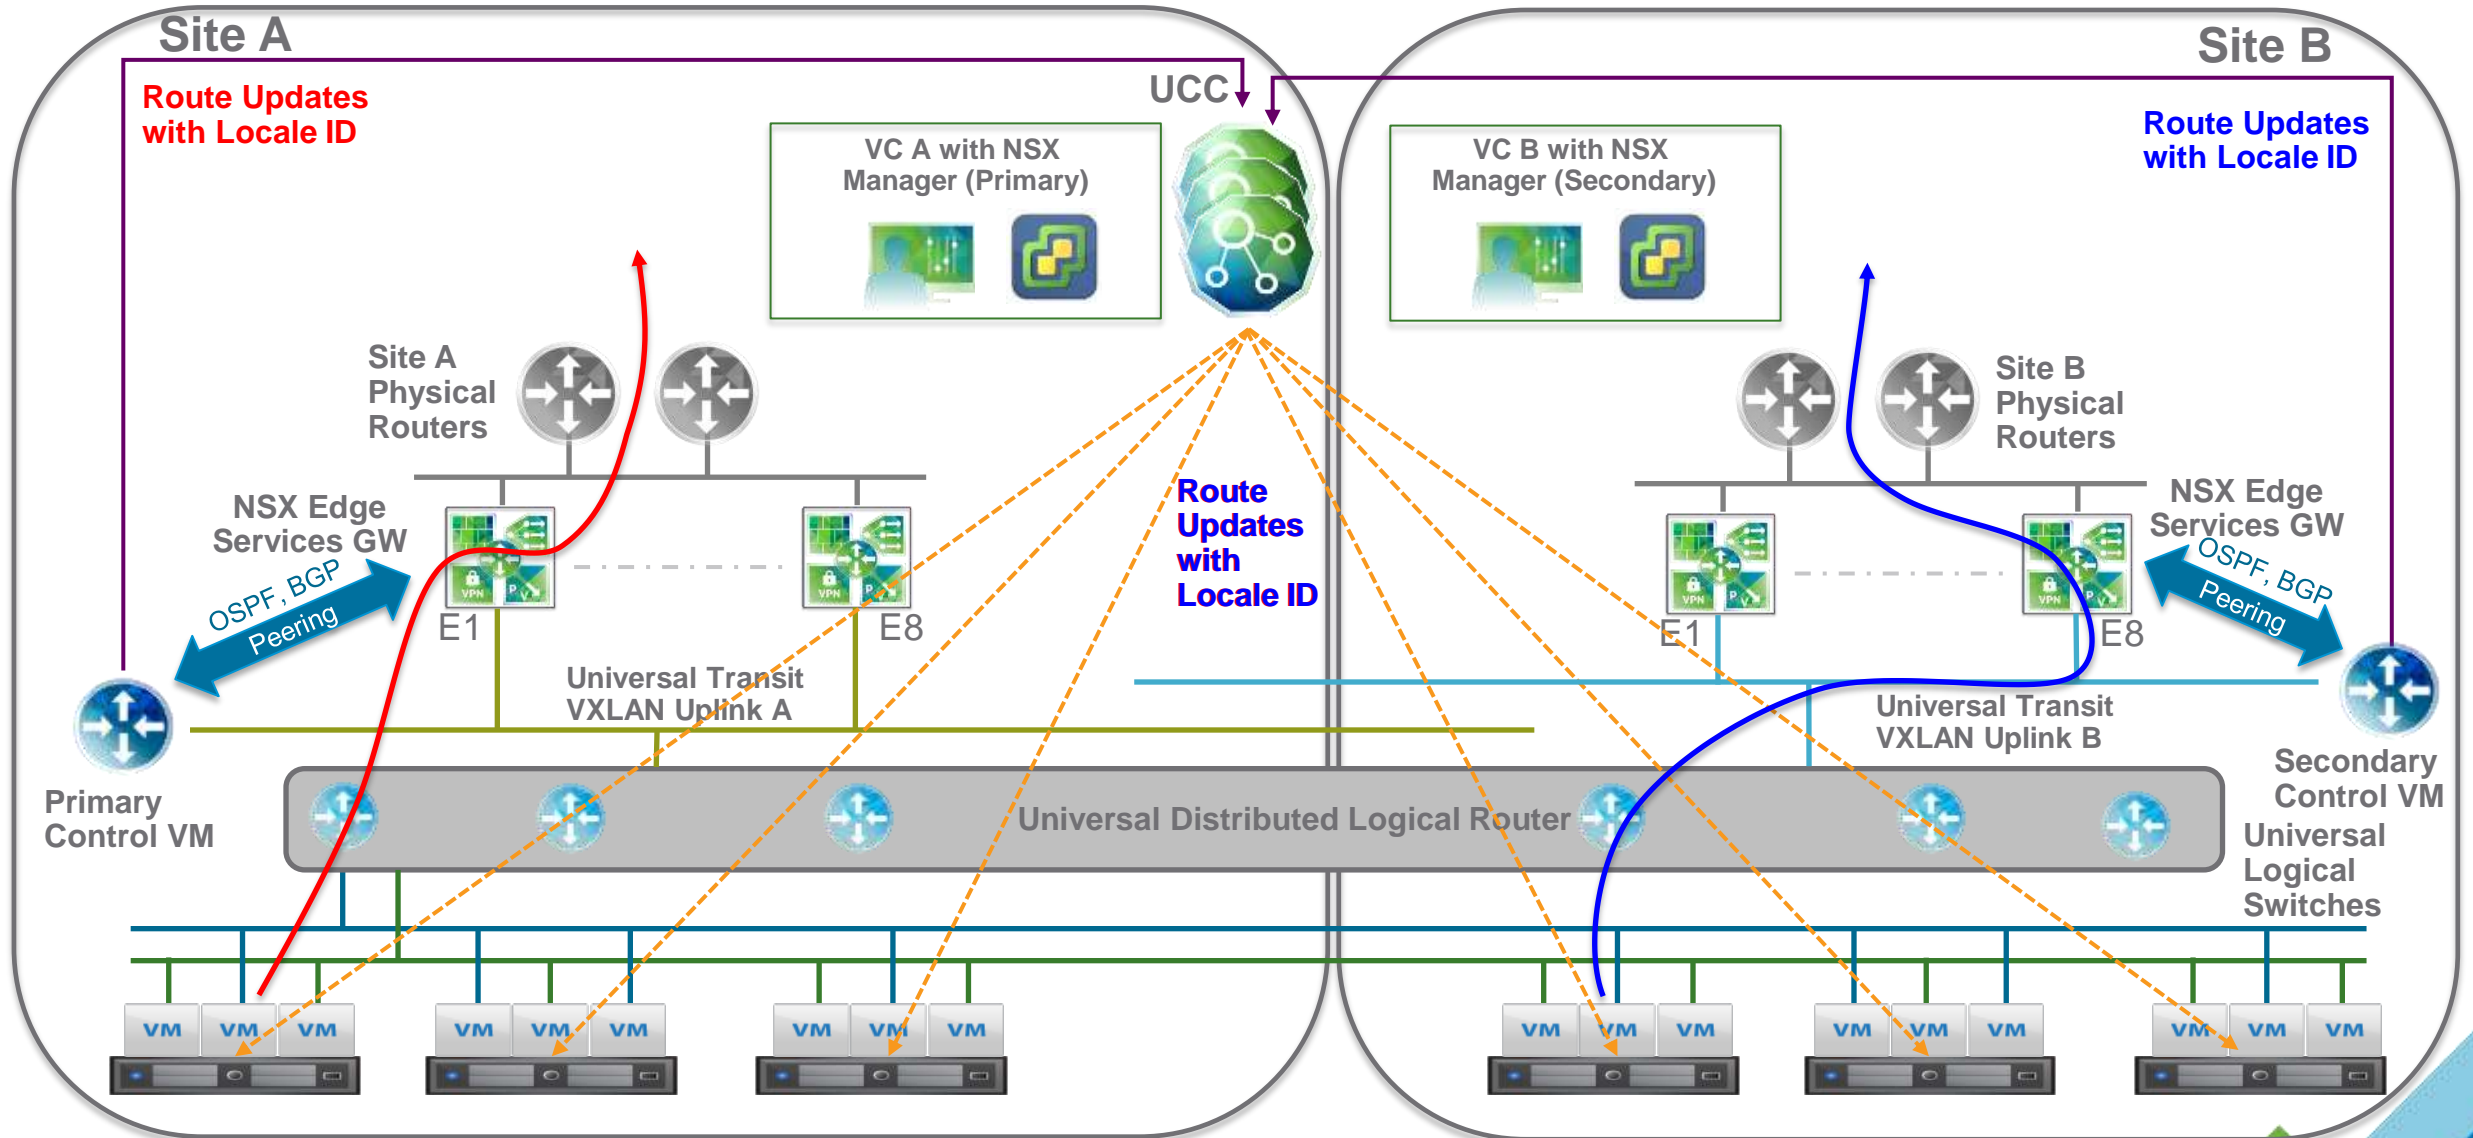 Site A
Site B
UCC
Route Updates
with Locale ID
Route Updates
with Locale ID
VC A with NSX
Manager (Primary)
VC B with NSX
Manager (Secondary)
Site A
Physical
Routers
Site B
Physical
Routers
NSX Edge
Services GW
Route
Updates
with
Locale ID
NSX Edge
Services GW
OSPF, BGP
Peering
VPN
VPN
VPN
VPN
OSPF, BGP
Peering
E1
E8
E1
E8
Universal Transit
VXLAN Uplink A
Universal Transit
VXLAN Uplink B
Primary
Control VM
Universal Distributed Logical Router
Secondary
Control VM
Universal
Logical
Switches
VM VM VM
VM VM VM
VM VM VM
VM VM VM
VM VM VM
VM VM VM